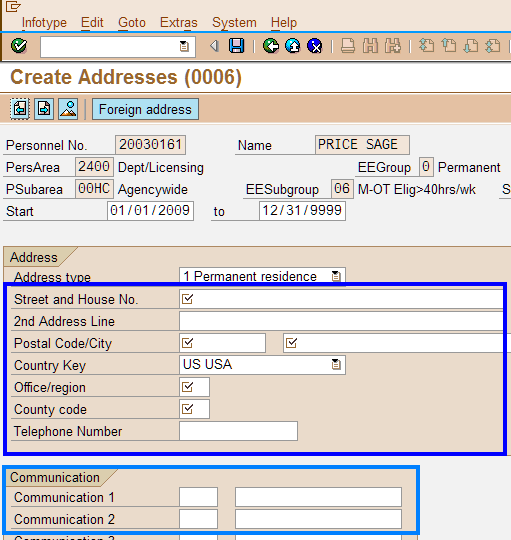 Infotype Edit Goto Extras System Help
Create Addresses (0006)
Foreign address
Personnel No. 20030161 Name PRICE SAGE
PersArea 2400 Dept/Licensing EEGroup 0 Permanent
PSubarea 00HC Agencywide EESubgroup 06 M-OT Elig>40hrs/wk S
Start 01/01/2009 to 12/31/9999
Address
Address type 1 Permanent residence
Street and House No.
2nd Address Line
Postal Code/City
Country Key US USA
Office/region
County code
Telephone Number
Communication
Communication 1
Communication 2
Communication 3